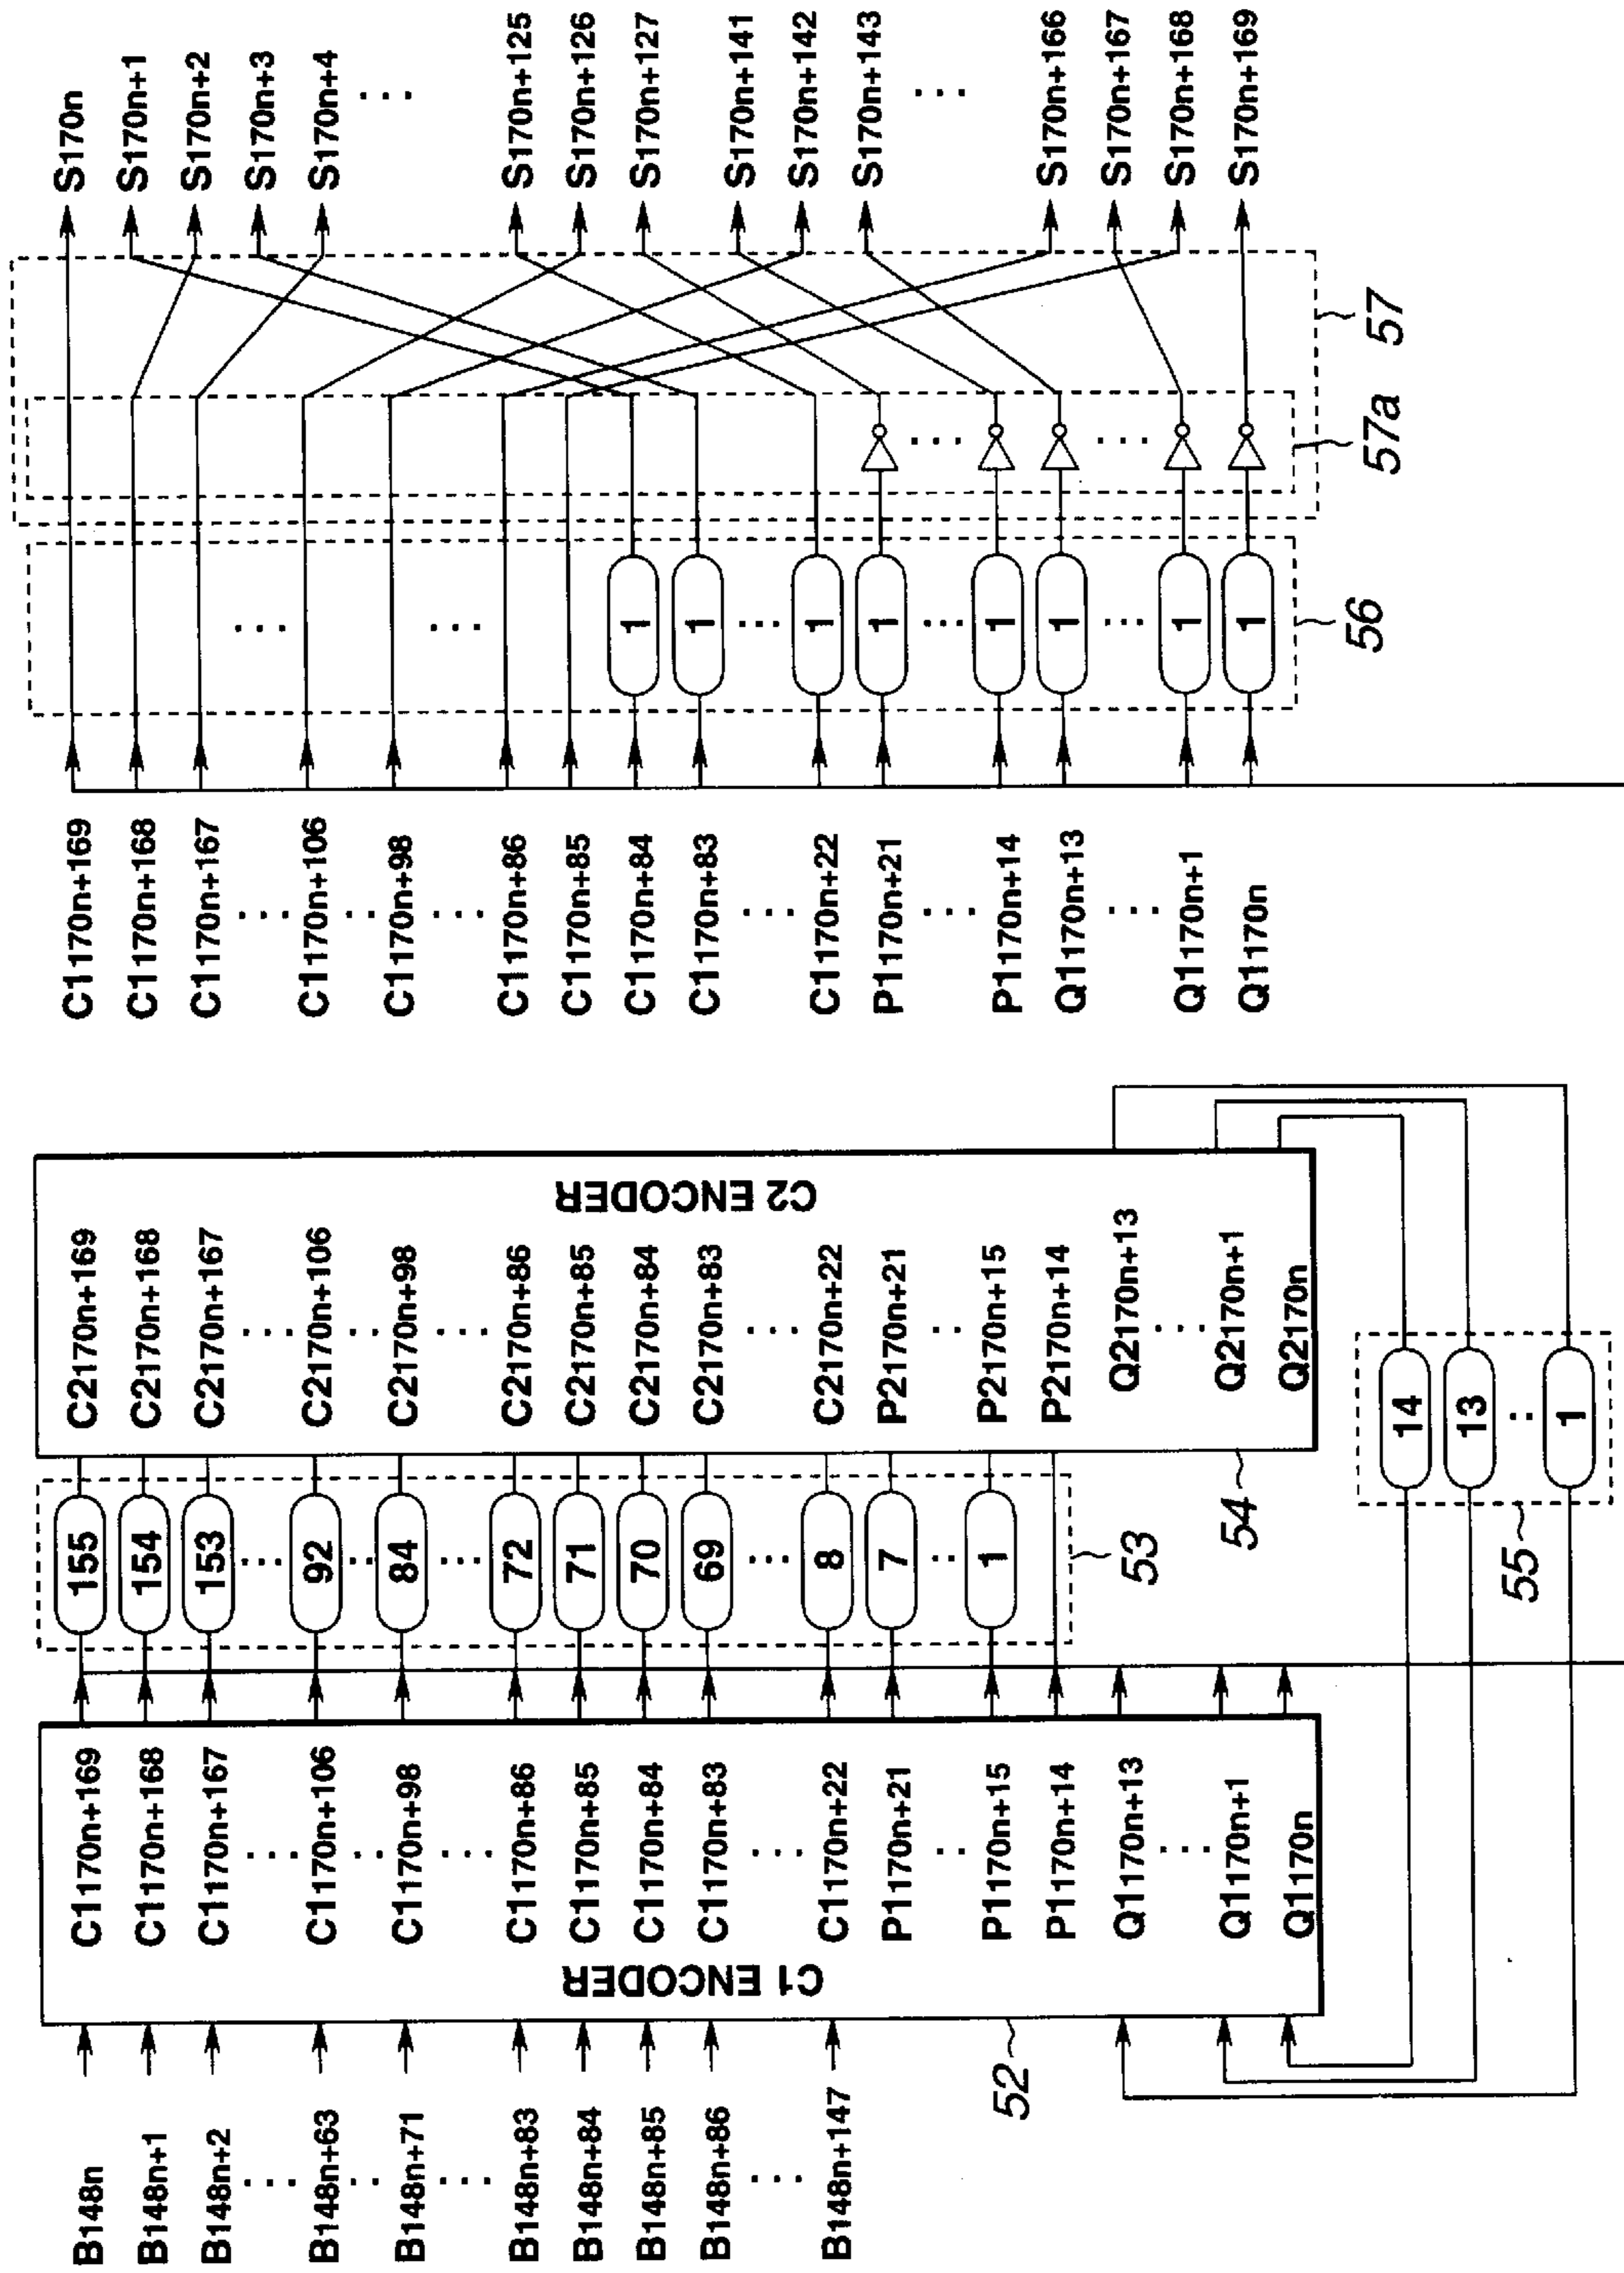 B148n
B148n+1
B148n+2
...
B148n+63
...
B148n+71
...
B148n+83
B148n+84
B148n+85
B148n+86
...
B148n+147
52
C1 ENCODER
C1170n+169
C1170n+168
C1170n+167
...
C1170n+106
...
C1170n+98
...
C1170n+86
C1170n+85
C1170n+84
C1170n+83
...
C1170n+22
P1170n+21
..
P1170n+15
P1170n+14
Q1170n+13
...
Q1170n+1
Q1170n
155
154
153
...
92
..
84
...
72
71
70
69
...
8
7
..
1
53
C2170n+169
C2170n+168
C2170n+167
...
C2170n+106
...
C2170n+98
...
C2170n+86
C2170n+85
C2170n+84
C2170n+83
...
C2170n+22
P2170n+21
..
P2170n+15
P2170n+14
Q2170n+13
...
Q2170n+1
Q2170n
C2 ENCODER
54
14
13
..
1
55
C1170n+169
C1170n+168
C1170n+167
...
C1170n+106
..
C1170n+98
...
C1170n+86
C1170n+85
C1170n+84
C1170n+83
...
C1170n+22
P1170n+21
...
P1170n+14
Q1170n+13
...
Q1170n+1
Q1170n
...
...
1
1
...
1
1
...
1
1
...
1
1
56
...
...
57a
57
S170n
S170n+1
S170n+2
S170n+3
S170n+4
...
S170n+125
S170n+126
S170n+127
S170n+141
S170n+142
S170n+143
...
S170n+166
S170n+167
S170n+168
S170n+169